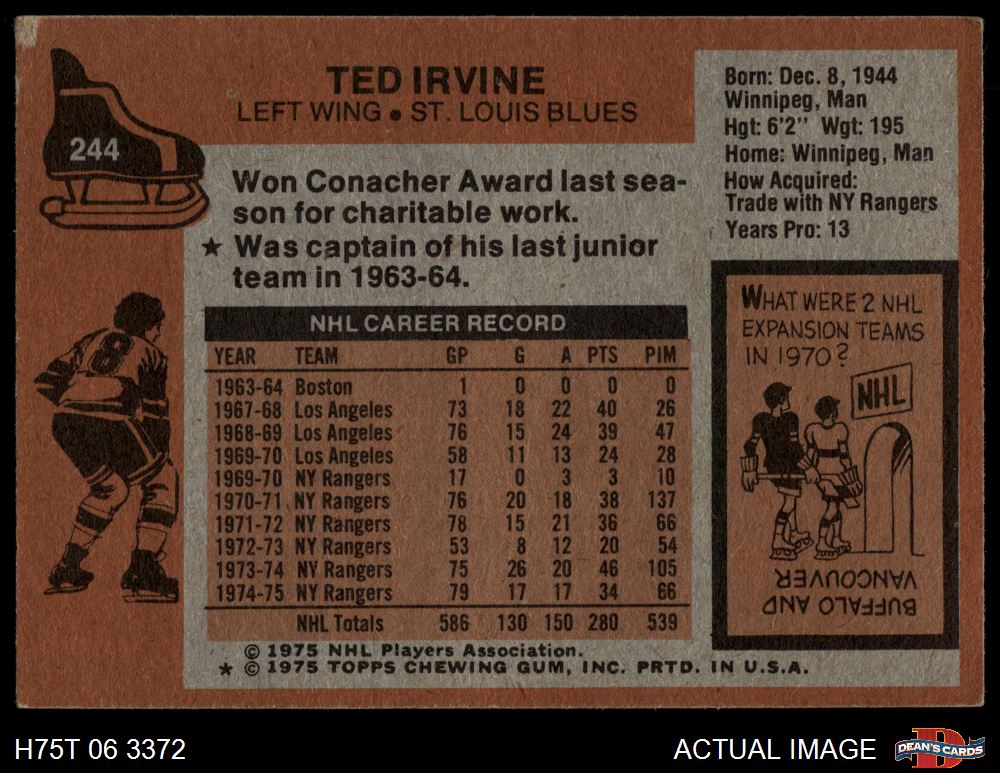 244
TED IRVINE
LEFT WING • ST. LOUIS BLUES
Won Conacher Award last sea-
son for charitable work.
★ Was captain of his last junior
team in 1963-64.
Born: Dec. 8, 1944
Winnipeg, Man
Hgt: 6'2" Wgt: 195
Home: Winnipeg, Man
How Acquired:
Trade with NY Rangers
Years Pro: 13
NHL CAREER RECORD
YEAR TEAM GP G A PTS PIM
1963-64 Boston 1 0 0 0 0
1967-68 Los Angeles 73 18 22 40 26
1968-69 Los Angeles 76 15 24 39 47
1969-70 Los Angeles 58 11 13 24 28
1969-70 NY Rangers 17 0 3 3 10
1970-71 NY Rangers 76 20 18 38 137
1971-72 NY Rangers 78 15 21 36 66
1972-73 NY Rangers 53 8 12 20 54
1973-74 NY Rangers 75 26 20 46 105
1974-75 NY Rangers 79 17 17 34 66
NHL Totals 586 130 150 280 539
8
WHAT WERE 2 NHL
EXPANSION TEAMS
IN 1970?
NHL
BUFFALO AND
VANCOUVER
© 1975 NHL Players Association.
★ © 1975 TOPPS CHEWING GUM, INC. PRTD. IN U.S.A.
H75T 06 3372
ACTUAL IMAGE
D
DEAN'S CARDS